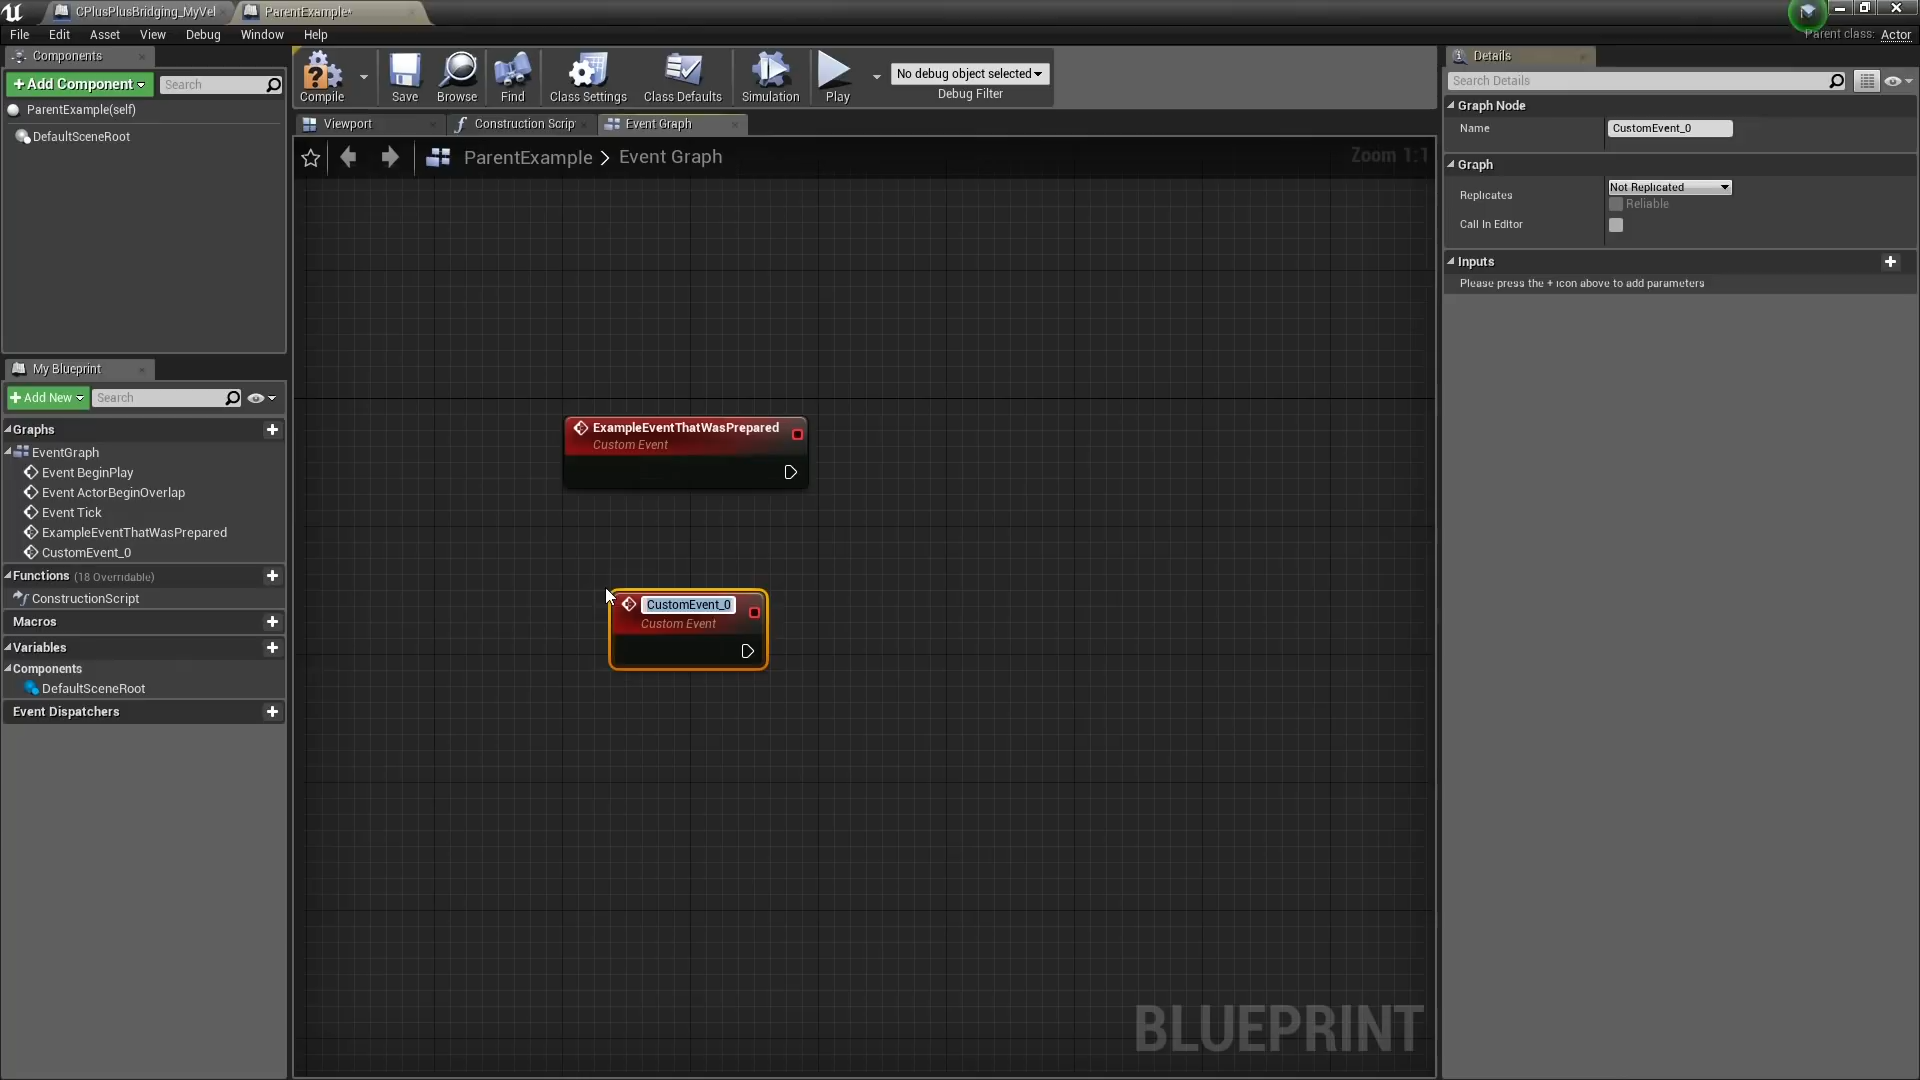 CPlusPlusBridging_MyVel
ParentExample*
File Edit Asset View Debug Window Help
Parent class: Actor
Components
+Add Component
Search
ParentExample(self)
DefaultSceneRoot
Compile
Save
Browse
Find
Class Settings
Class Defaults
Simulation
Play
No debug object selected
Debug Filter
Viewport
Construction Scrip
Event Graph
ParentExample > Event Graph
Zoom 1:1
ExampleEventThatWasPrepared
Custom Event
CustomEvent_0
Custom Event
BLUEPRINT
My Blueprint
+Add New
Search
Graphs
EventGraph
Event BeginPlay
Event ActorBeginOverlap
Event Tick
ExampleEventThatWasPrepared
CustomEvent_0
Functions (18 Overridable)
ConstructionScript
Macros
Variables
Components
DefaultSceneRoot
Event Dispatchers
Details
Search Details
Graph Node
Name CustomEvent_0
Graph
Replicates Not Replicated
Reliable
Call In Editor
Inputs
Please press the + icon above to add parameters